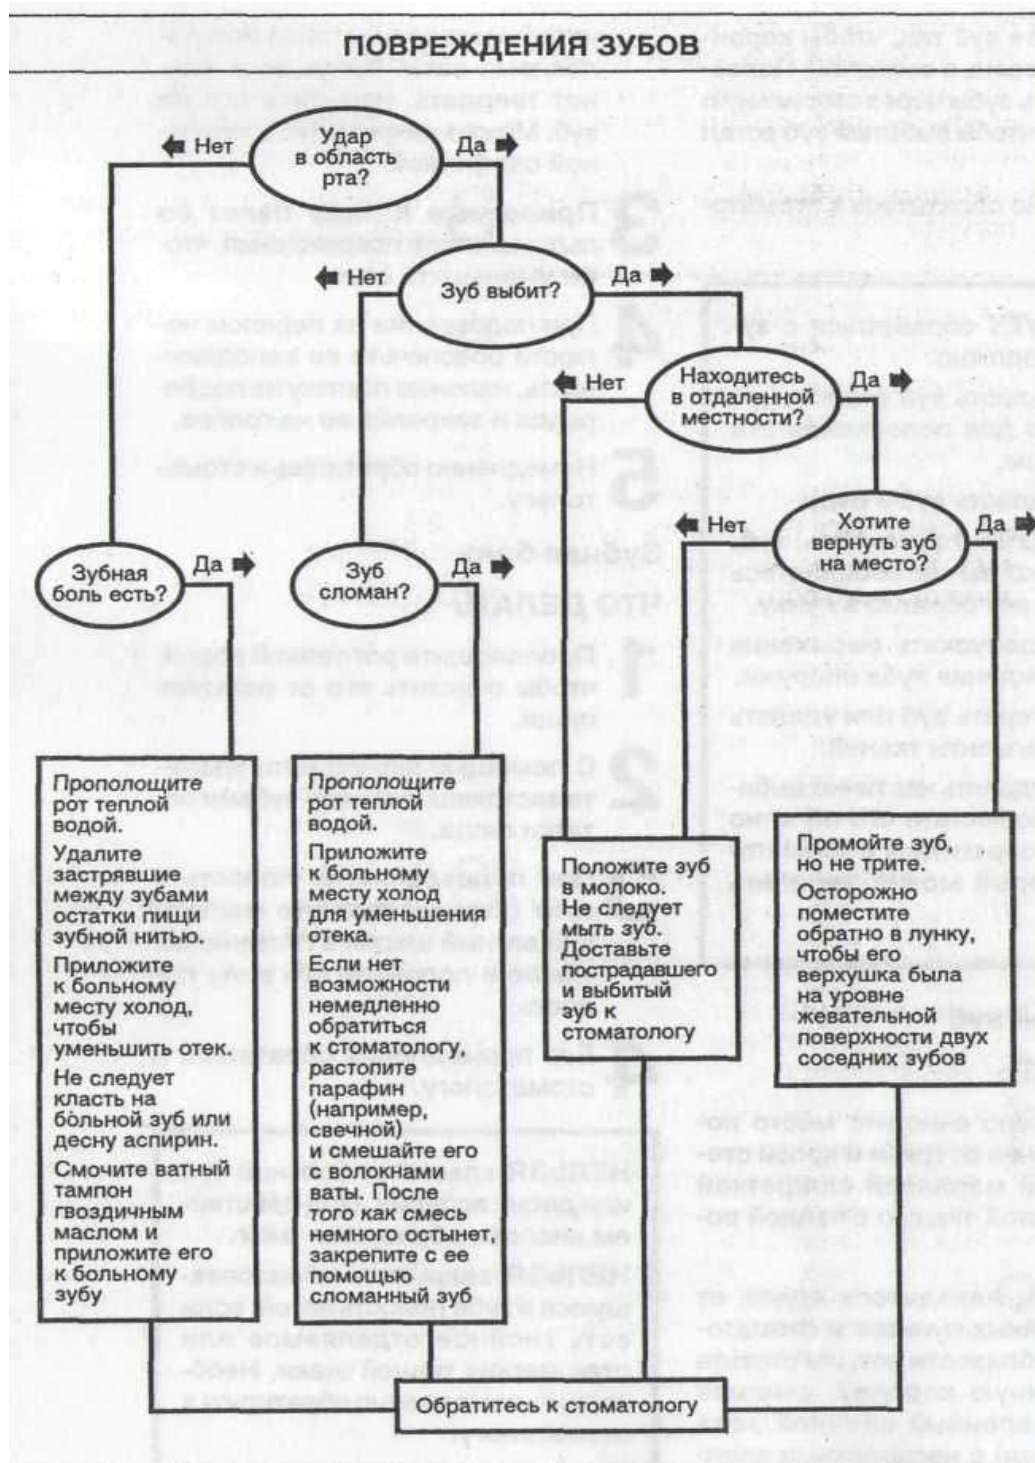 ПОВРЕЖДЕНИЯ ЗУБОВ
Удар
в область
рта?
Нет
Да
Зуб выбит?
Нет
Да
Находитесь
в отдаленной
местности?
Нет
Да
Хотите
вернуть зуб
на место?
Нет
Да
Зубная
боль есть?
Да
Зуб
сломан?
Да
Прополощите
рот теплой
водой.
Удалите
застрявшие
между зубами
остатки пищи
зубной нитью.
Приложите
к больному
месту холод,
чтобы
уменьшить отек.
Не следует
класть на
больной зуб или
десну аспирин.
Смочите ватный
тампон
гвоздичным
маслом и
приложите его
к больному
зубу
Прополощите
рот теплой
водой.
Приложите
к больному
месту холод
для уменьшения
отека.
Если нет
возможности
немедленно
обратиться
к стоматологу,
растопите
парафин
(например,
свечной)
и смешайте его
с волокнами
ваты. После
того как смесь
немного остынет,
закрепите с ее
помощью
сломанный зуб
Положите зуб
в молоко.
Не следует
мыть зуб.
Доставьте
пострадавшего
и выбитый
зуб к
стоматологу
Промойте зуб,
но не трите.
Осторожно
поместите
обратно в лунку,
чтобы его
верхушка была
на уровне
жевательной
поверхности двух
соседних зубов
Обратитесь к стоматологу